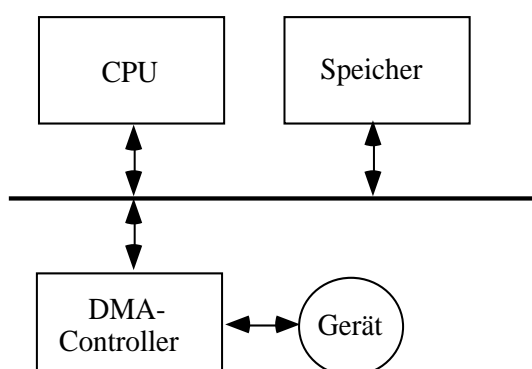 CPU
Speicher
DMA-
Controller
Gerät